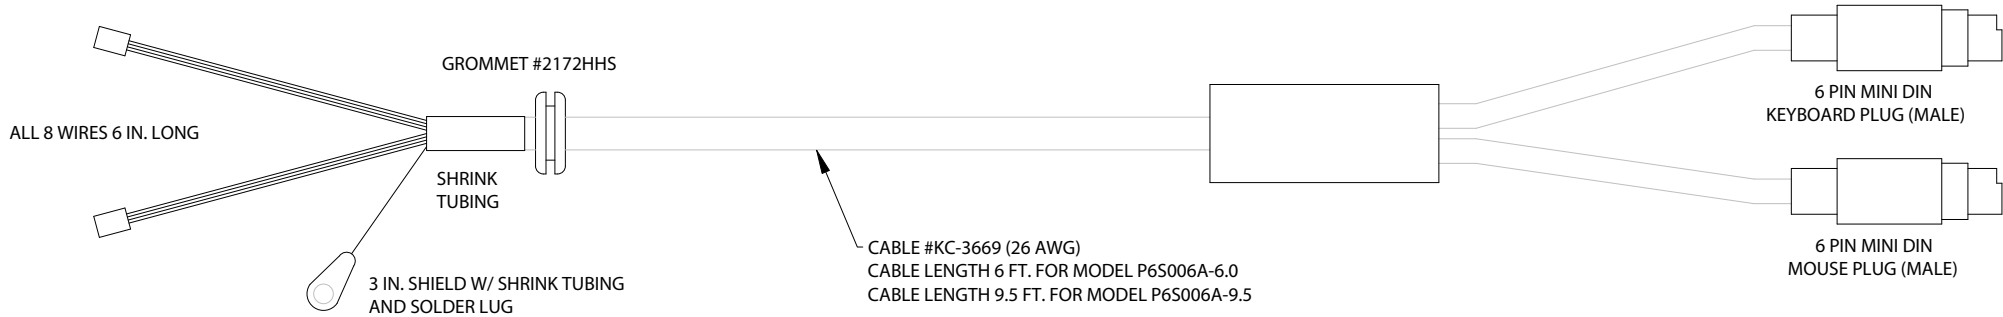 GROMMET #2172HHS
ALL 8 WIRES 6 IN. LONG
SHRINK
TUBING
3 IN. SHIELD W/ SHRINK TUBING
AND SOLDER LUG
CABLE #KC-3669 (26 AWG)
CABLE LENGTH 6 FT. FOR MODEL P6S006A-6.0
CABLE LENGTH 9.5 FT. FOR MODEL P6S006A-9.5
6 PIN MINI DIN
KEYBOARD PLUG (MALE)
6 PIN MINI DIN
MOUSE PLUG (MALE)